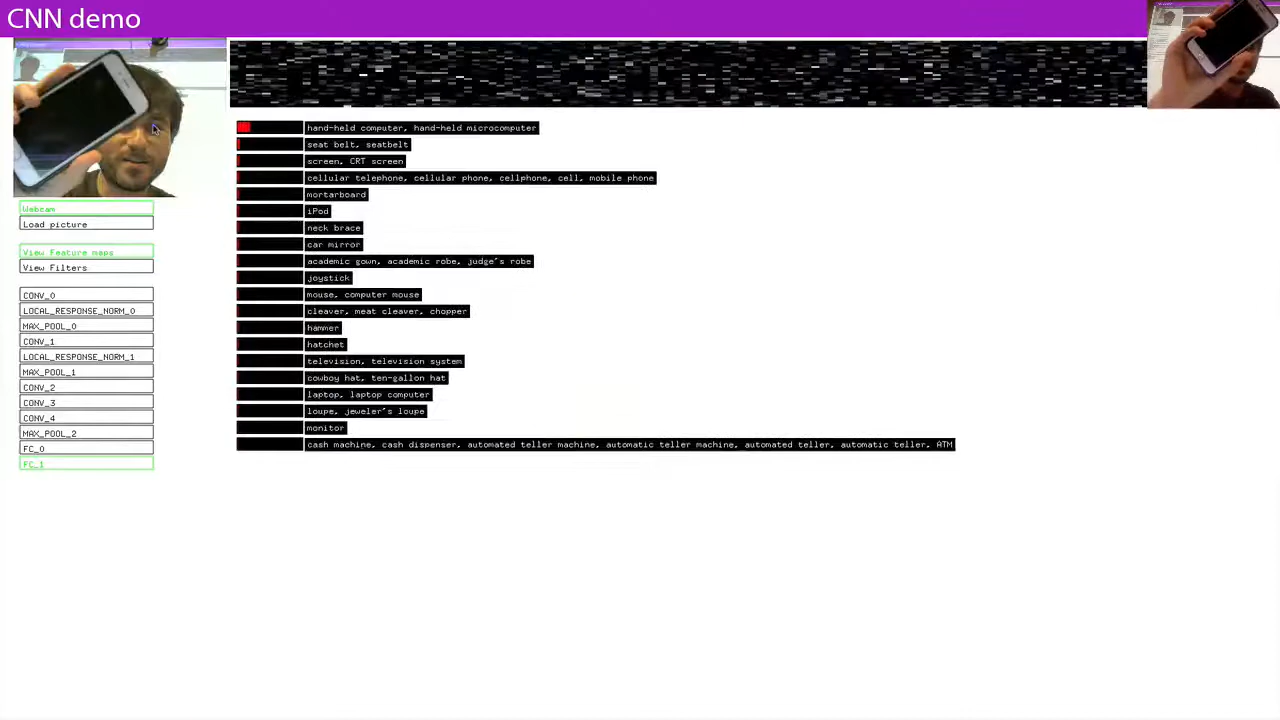 CNN demo
Webcam
Load picture
View Feature maps
View Filters
CONV_0
LOCAL_RESPONSE_NORM_0
MAX_POOL_0
CONV_1
LOCAL_RESPONSE_NORM_1
MAX_POOL_1
CONV_2
CONV_3
CONV_4
MAX_POOL_2
FC_0
FC_1
hand-held computer, hand-held microcomputer
seat belt, seatbelt
screen, CRT screen
cellular telephone, cellular phone, cellphone, cell, mobile phone
mortarboard
iPod
neck brace
car mirror
academic gown, academic robe, judge's robe
joystick
mouse, computer mouse
cleaver, meat cleaver, chopper
hammer
hatchet
television, television system
cowboy hat, ten-gallon hat
laptop, laptop computer
loupe, jeweler's loupe
monitor
cash machine, cash dispenser, automated teller machine, automatic teller machine, automated teller, automatic teller, ATM